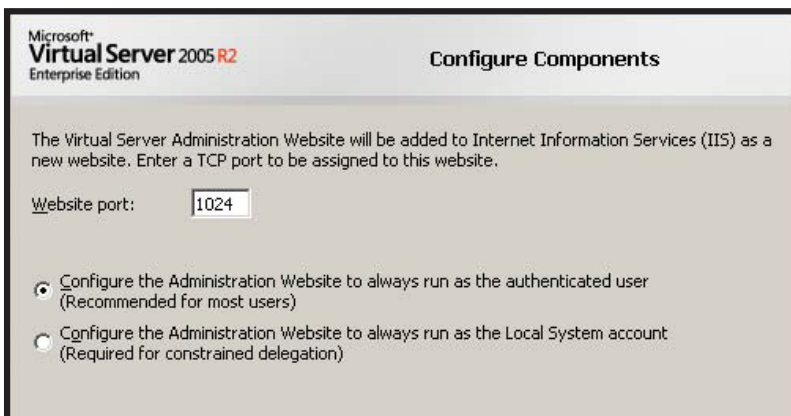 Microsoft
Virtual Server 2005 R2
Enterprise Edition
Configure Components
The Virtual Server Administration Website will be added to Internet Information Services (IIS) as a
new website. Enter a TCP port to be assigned to this website.
Website port: 1024
Configure the Administration Website to always run as the authenticated user
(Recommended for most users)
Configure the Administration Website to always run as the Local System account
(Required for constrained delegation)